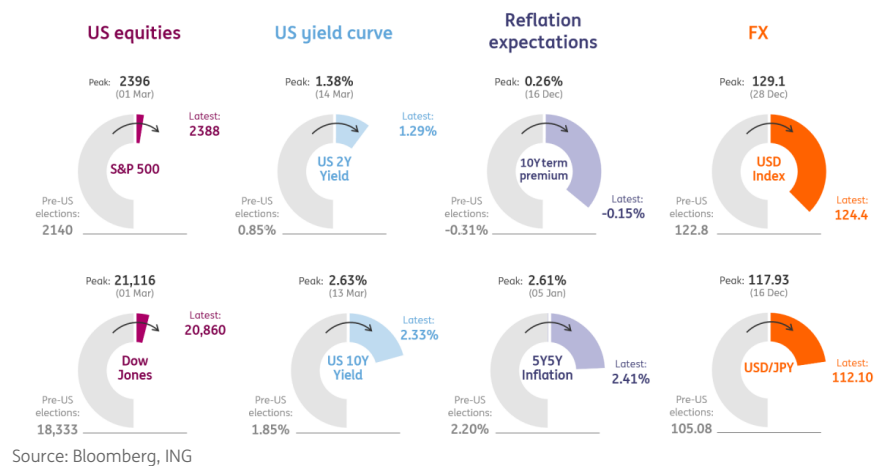 US equities
US yield curve
Reflation
expectations
FX
Peak: 2396
(01 Mar)
Latest:
2388
S&P 500
Pre-US
elections:
2140
Peak: 1.38%
(14 Mar)
Latest:
1.29%
US 2Y
Yield
Pre-US
elections:
0.85%
Peak: 0.26%
(16 Dec)
10Y term
premium
Latest:
-0.15%
Pre-US
elections:
-0.31%
Peak: 129.1
(28 Dec)
USD
Index
Latest:
124.4
Pre-US
elections:
122.8
Peak: 21,116
(01 Mar)
Latest:
20,860
Dow
Jones
Pre-US
elections:
18,333
Peak: 2.63%
(13 Mar)
Latest:
2.33%
US 10Y
Yield
Pre-US
elections:
1.85%
Peak: 2.61%
(05 Jan)
5Y5Y
Inflation
Latest:
2.41%
Pre-US
elections:
2.20%
Peak: 117.93
(16 Dec)
USD/JPY
Latest:
112.10
Pre-US
elections:
105.08
Source: Bloomberg, ING